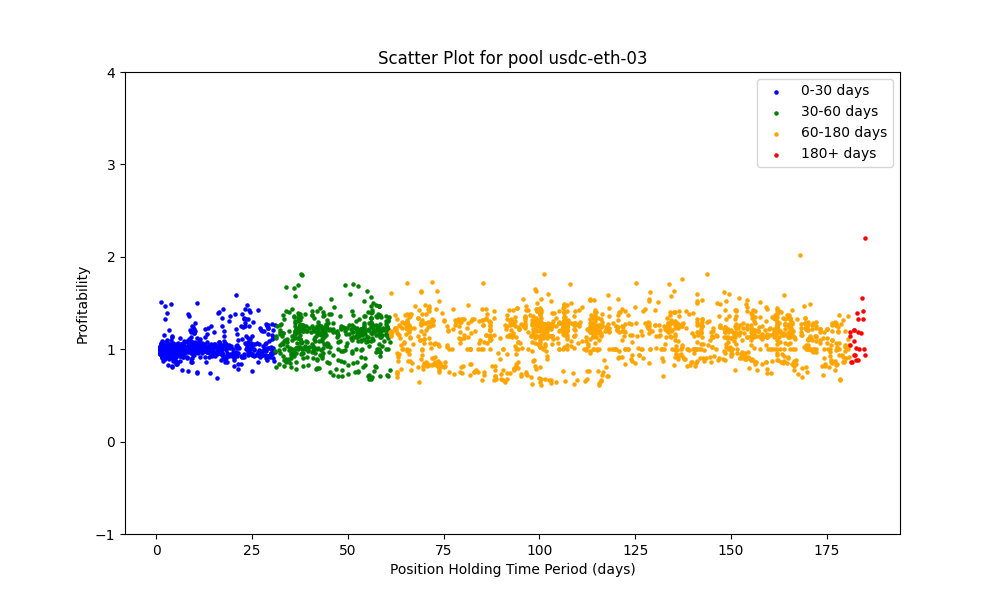 Scatter Plot for pool usdc-eth-03
4
3
2
1
0
−1
Profitability
0-30 days
30-60 days
60-180 days
180+ days
0 25 50 75 100 125 150 175
Position Holding Time Period (days)